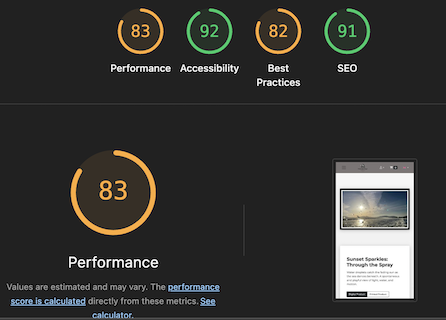 83
92
82
91
Performance
Accessibility
Best
Practices
SEO
83
Performance
Values are estimated and may vary. The performance
score is calculated directly from these metrics. See
calculator.
Sunset Sparkles:
Through the Spray